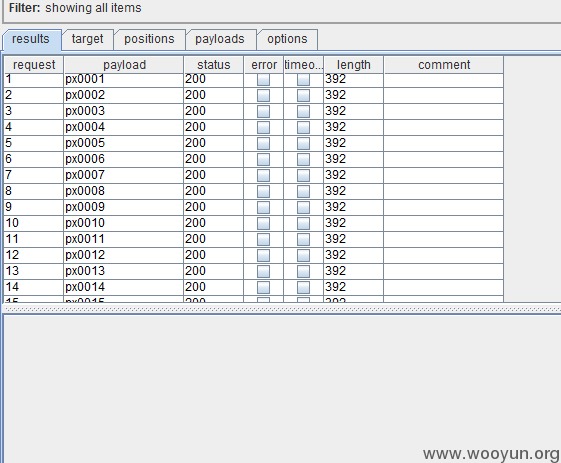 Filter: showing all items
results target positions payloads options
request payload status error timeo... length comment
1 px0001 200 392
2 px0002 200 392
3 px0003 200 392
4 px0004 200 392
5 px0005 200 392
6 px0006 200 392
7 px0007 200 392
8 px0008 200 392
9 px0009 200 392
10 px0010 200 392
11 px0011 200 392
12 px0012 200 392
13 px0013 200 392
14 px0014 200 392
15 px0015 200 392
www.wooyun.org